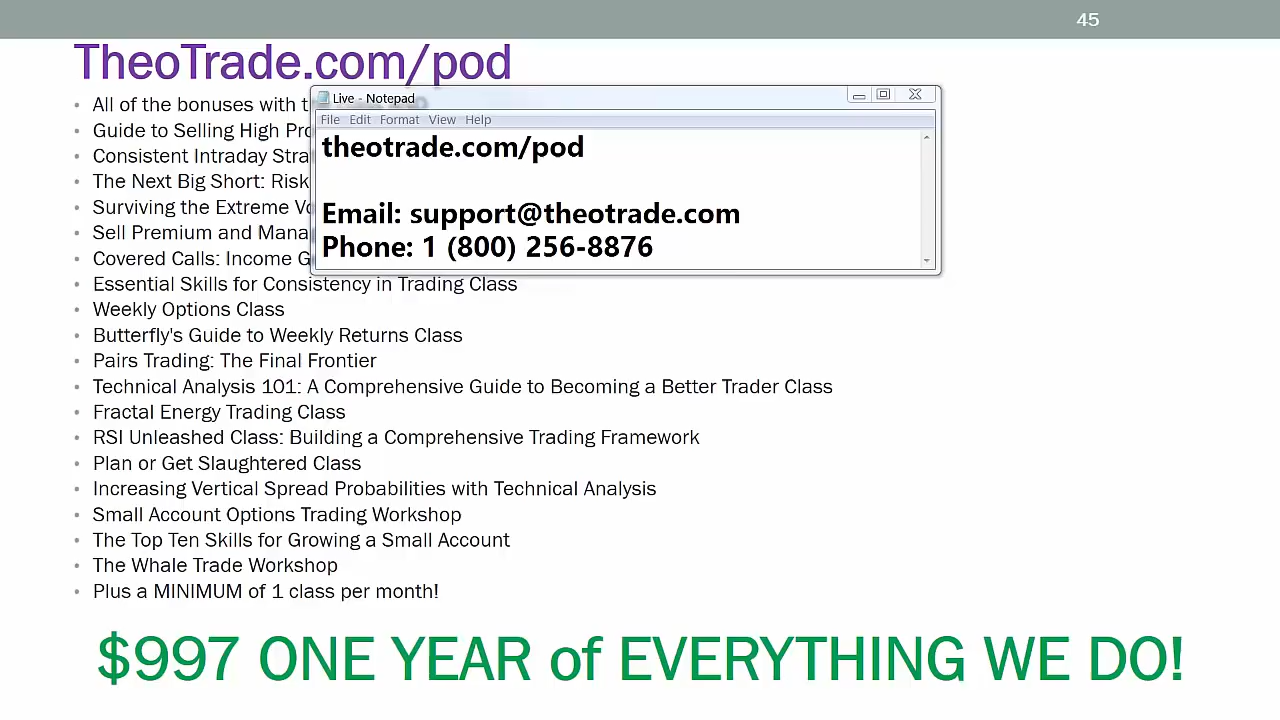 45
TheoTrade.com/pod
All of the bonuses with
Guide to Selling High
Consistent Intraday
The Next Big Short: Risk
Surviving the Extreme
Sell Premium and
Covered Calls: Income
Essential Skills for Consistency in Trading Class
Weekly Options Class
Butterfly's Guide to Weekly Returns Class
Pairs Trading: The Final Frontier
Technical Analysis 101: A Comprehensive Guide to Becoming a Better Trader Class
Fractal Energy Trading Class
RSI Unleashed Class: Building a Comprehensive Trading Framework
Plan or Get Slaughtered Class
Increasing Vertical Spread Probabilities with Technical Analysis
Small Account Options Trading Workshop
The Top Ten Skills for Growing a Small Account
The Whale Trade Workshop
Plus a MINIMUM of 1 class per month!
$997 ONE YEAR of EVERYTHING WE DO!
Live - Notepad
File Edit Format View Help
theotrade.com/pod
Email: support@theotrade.com
Phone: 1 (800) 256-8876